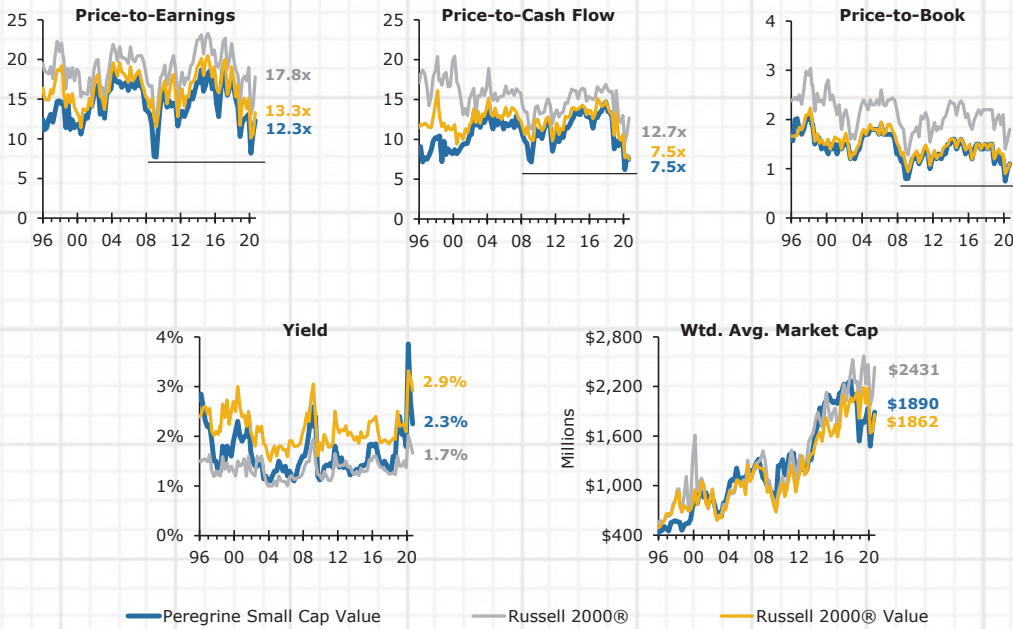 Price-to-Earnings
25
20
15
10
5
0
96 00 04 08 12 16 20
17.8x
13.3x
12.3x
Price-to-Cash Flow
25
20
15
10
5
0
96 00 04 08 12 16 20
12.7x
7.5x
7.5x
Price-to-Book
4
3
2
1
0
96 00 04 08 12 16 20
Yield
4%
3%
2%
1%
0%
96 00 04 08 12 16 20
2.9%
2.3%
1.7%
Wtd. Avg. Market Cap
Millions
$2,800
$2,200
$1,600
$1,000
$400
96 00 04 08 12 16 20
$2431
$1890
$1862
Peregrine Small Cap Value
Russell 2000®
Russell 2000® Value